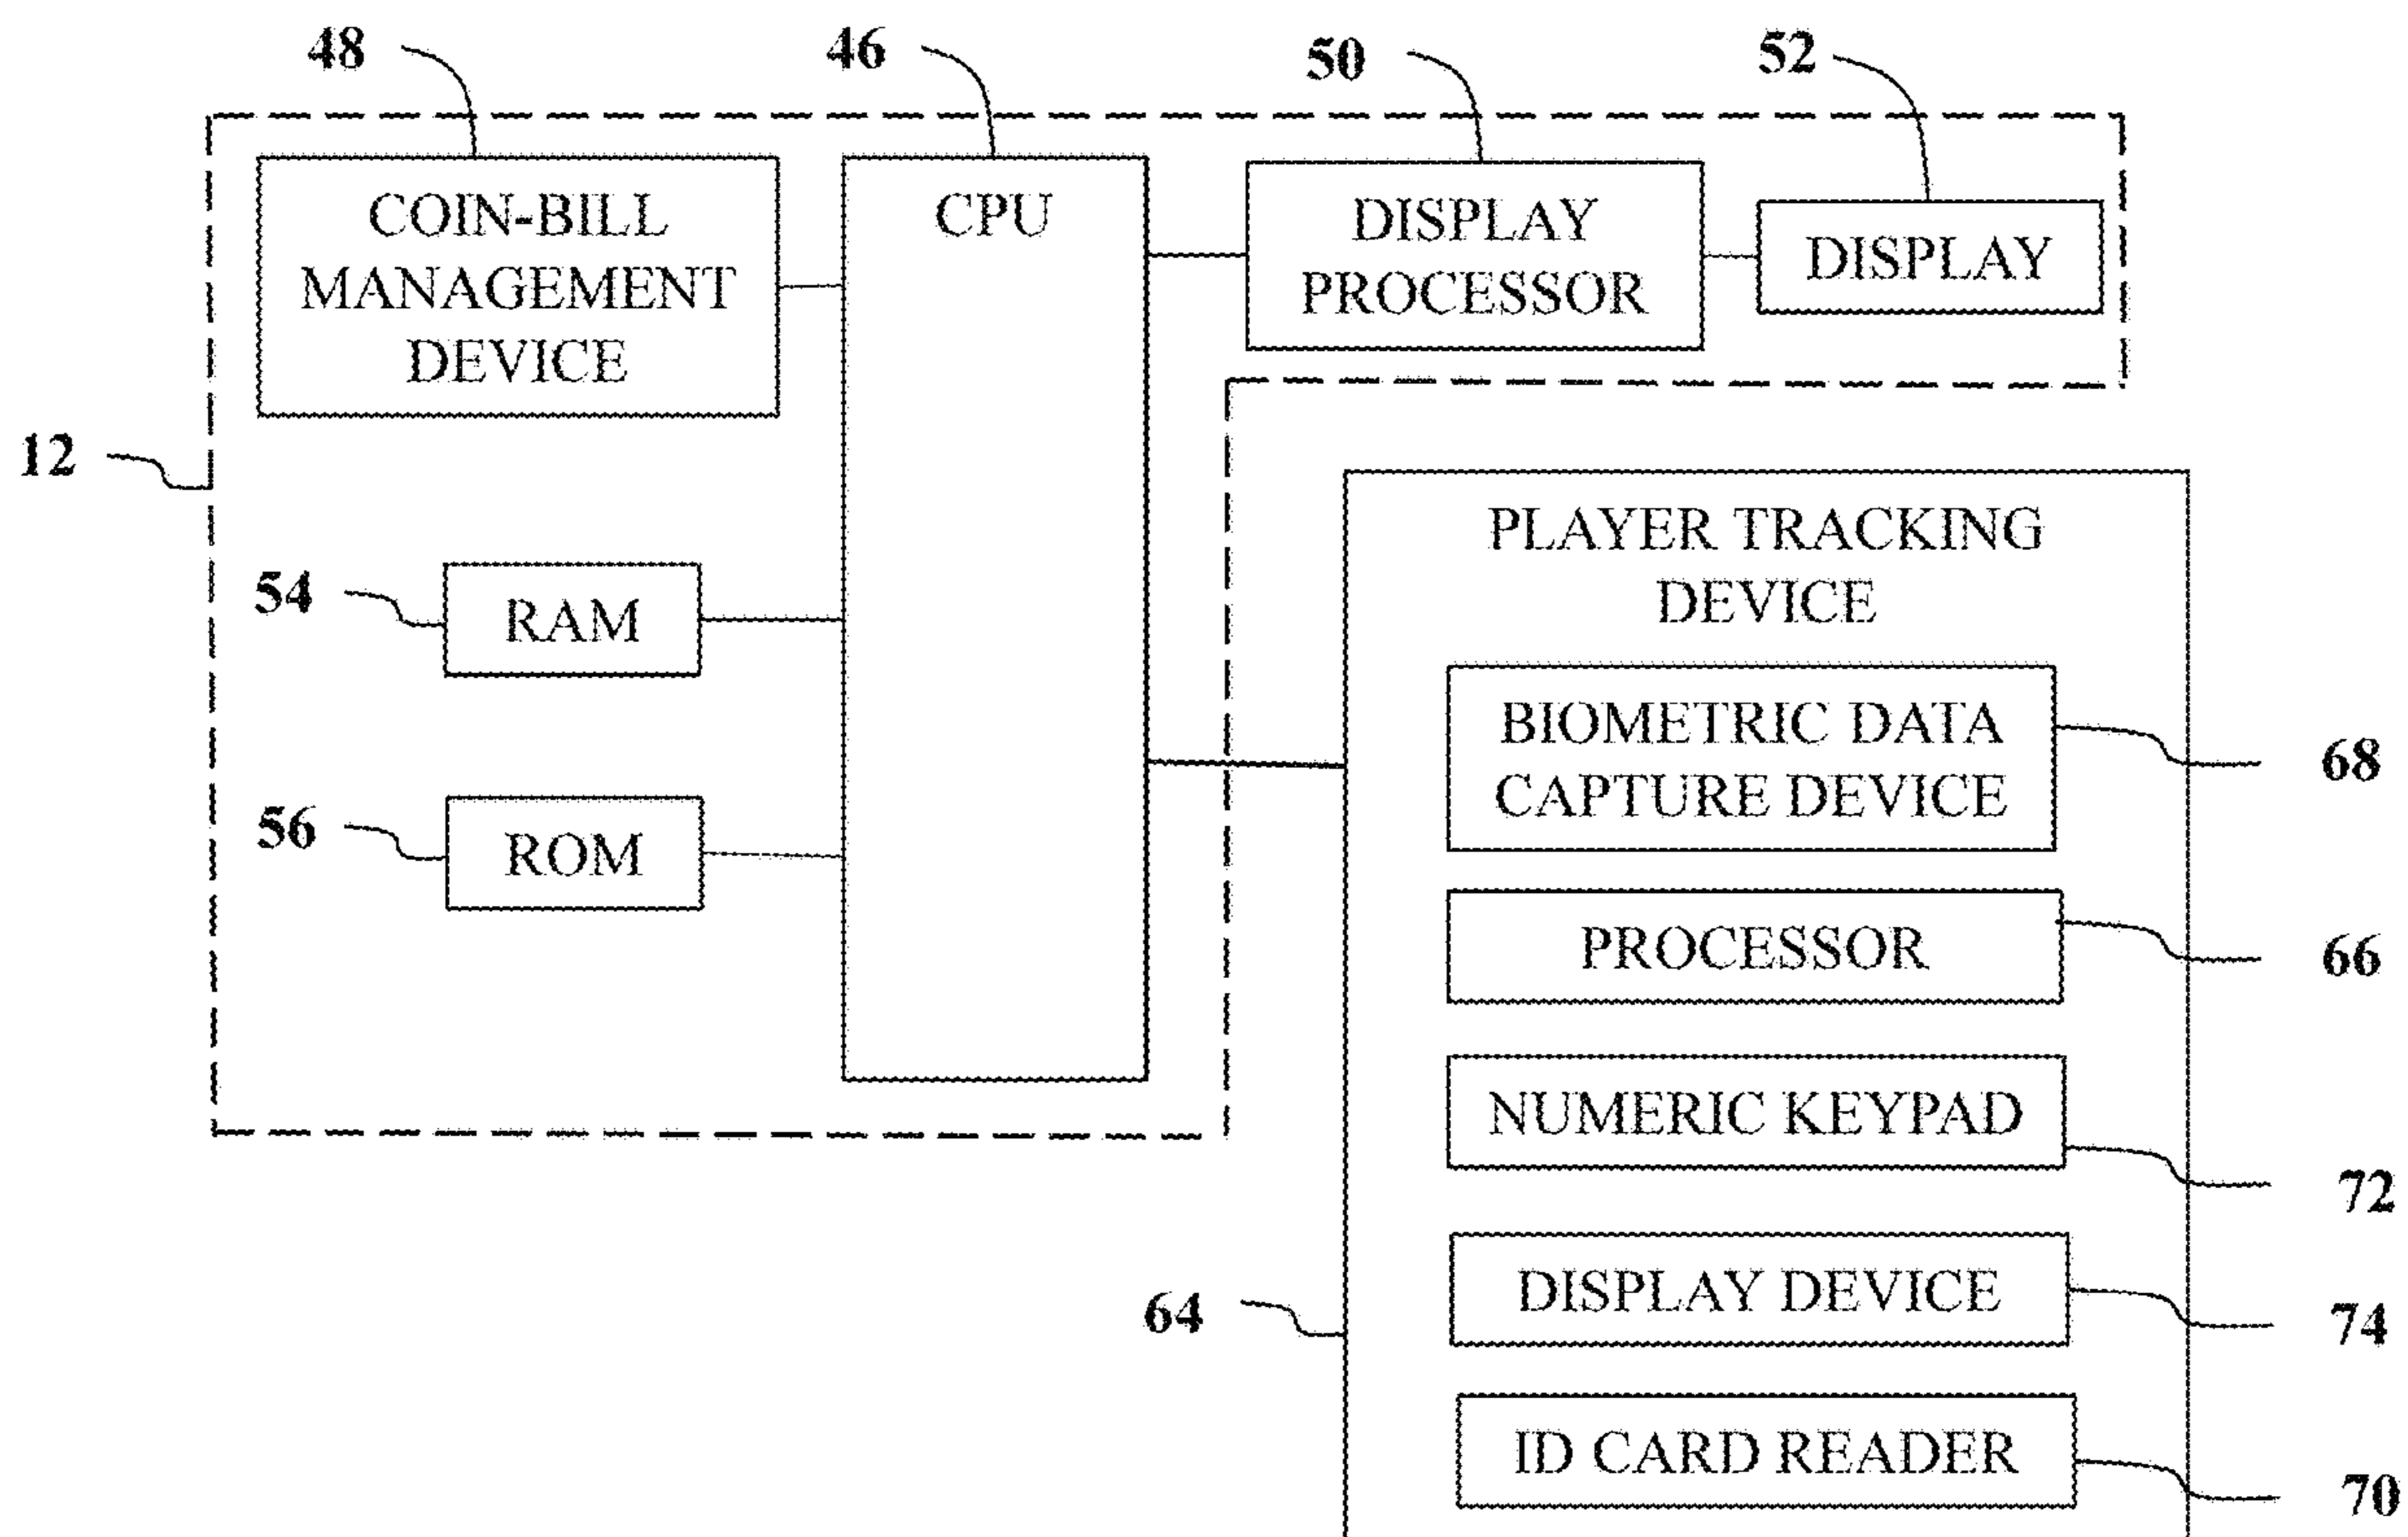 48
46
50
52
COIN-BILL
MANAGEMENT
DEVICE
CPU
DISPLAY
PROCESSOR
DISPLAY
12
54
RAM
56
ROM
PLAYER TRACKING
DEVICE
BIOMETRIC DATA
CAPTURE DEVICE
68
PROCESSOR
66
NUMERIC KEYPAD
72
64
DISPLAY DEVICE
74
ID CARD READER
70